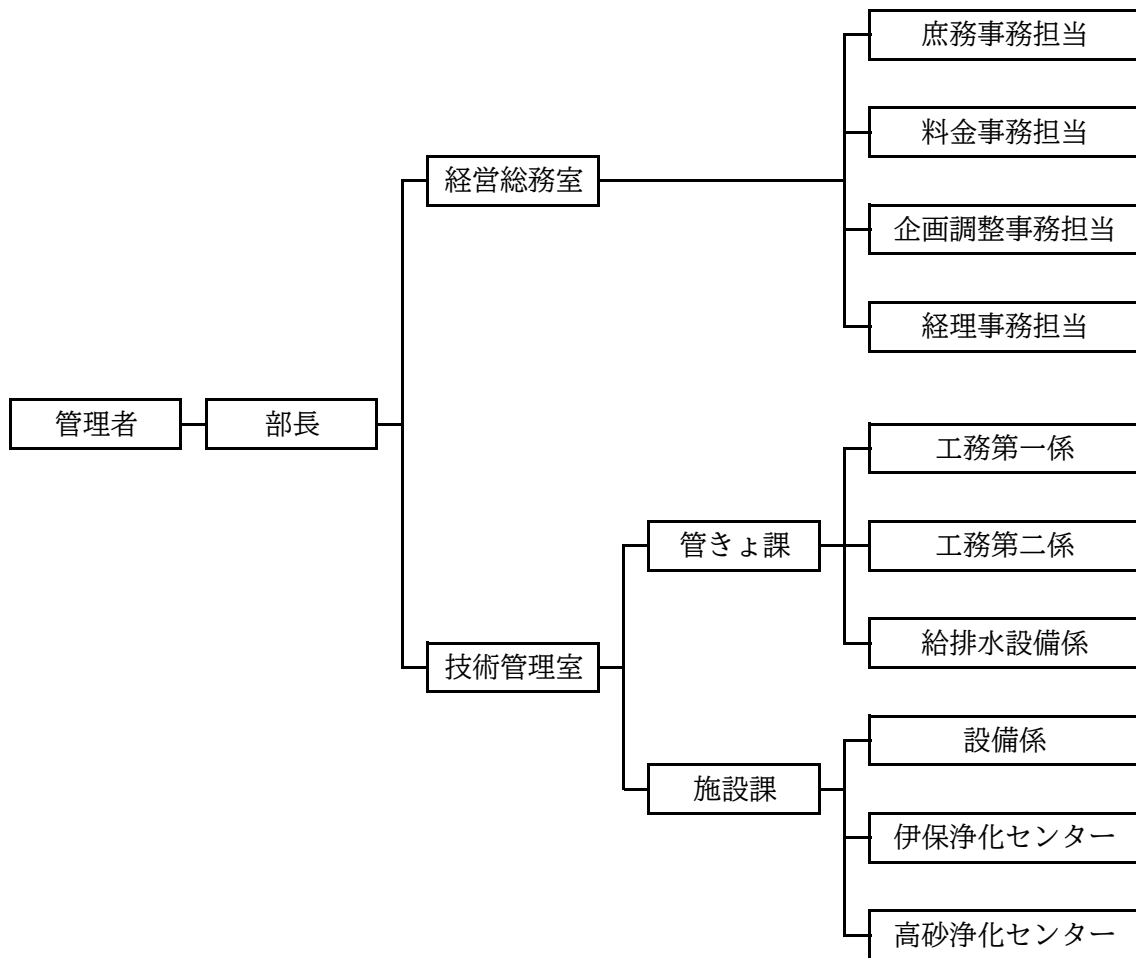 庶務事務担当
料金事務担当
経営総務室
企画調整事務担当
経理事務担当
管理者
部長
工務第一係
管きょ課
工務第二係
給排水設備係
技術管理室
設備係
施設課
伊保浄化センター
高砂浄化センター